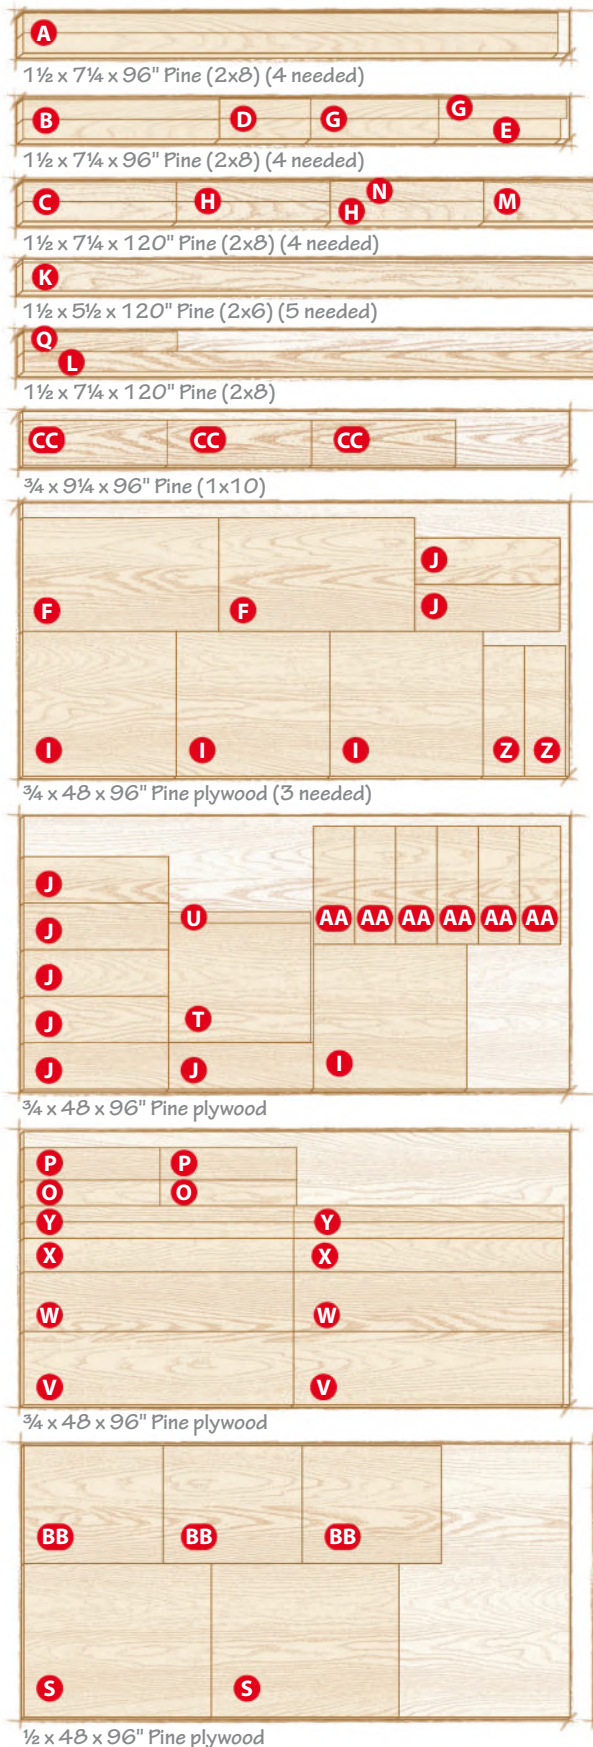 A
1½ x 7¼ x 96" Pine (2x8) (4 needed)
B D G G E
1½ x 7¼ x 96" Pine (2x8) (4 needed)
C H H N M
1½ x 7¼ x 120" Pine (2x8) (4 needed)
K
1½ x 5½ x 120" Pine (2x6) (5 needed)
Q
L
1½ x 7¼ x 120" Pine (2x8)
CC CC CC
¾ x 9¼ x 96" Pine (1x10)
J
F F J
I I I Z Z
¾ x 48 x 96" Pine plywood (3 needed)
J
U AA AA AA AA AA AA
J
J
J T
J J I
¾ x 48 x 96" Pine plywood
P P
O O
Y Y
X X
W W
V V
¾ x 48 x 96" Pine plywood
BB BB BB
S S
½ x 48 x 96" Pine plywood